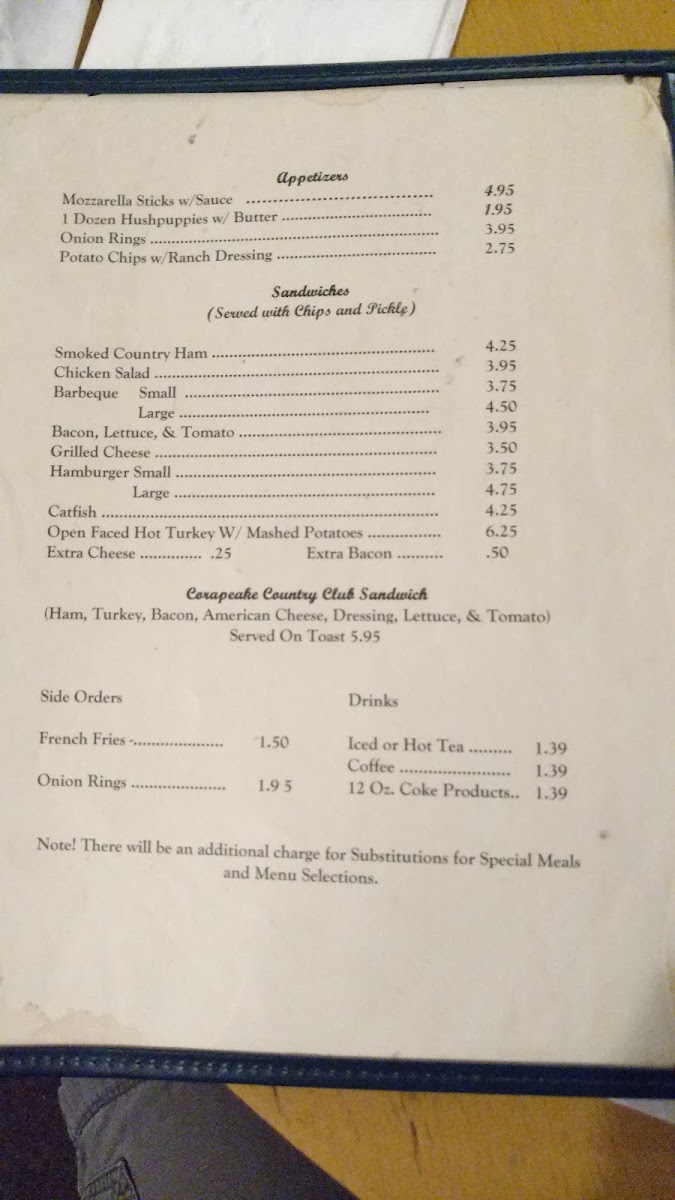 Appetizers
Mozzarella Sticks w/Sauce ................................ 4.95
1 Dozen Hushpuppies w/ Butter ................................ 1.95
Onion Rings ................................ 3.95
Potato Chips w/Ranch Dressing ................................ 2.75
Sandwiches
(Served with Chips and Pickle)
Smoked Country Ham ................................ 4.25
Chicken Salad ................................ 3.95
Barbeque Small ................................ 3.75
Large ................................ 4.50
Bacon, Lettuce, & Tomato ................................ 3.95
Grilled Cheese ................................ 3.50
Hamburger Small ................................ 3.75
Large ................................ 4.75
Catfish ................................ 4.25
Open Faced Hot Turkey W/ Mashed Potatoes ................ 6.25
Extra Cheese .............. .25 Extra Bacon .......... .50
Corapeake Country Club Sandwich
(Ham, Turkey, Bacon, American Cheese, Dressing, Lettuce, & Tomato)
Served On Toast 5.95
Side Orders
French Fries ...................... 1.50
Onion Rings ...................... 1.9 5
Drinks
Iced or Hot Tea ......... 1.39
Coffee ....................... 1.39
12 Oz. Coke Products.. 1.39
Note! There will be an additional charge for Substitutions for Special Meals
and Menu Selections.